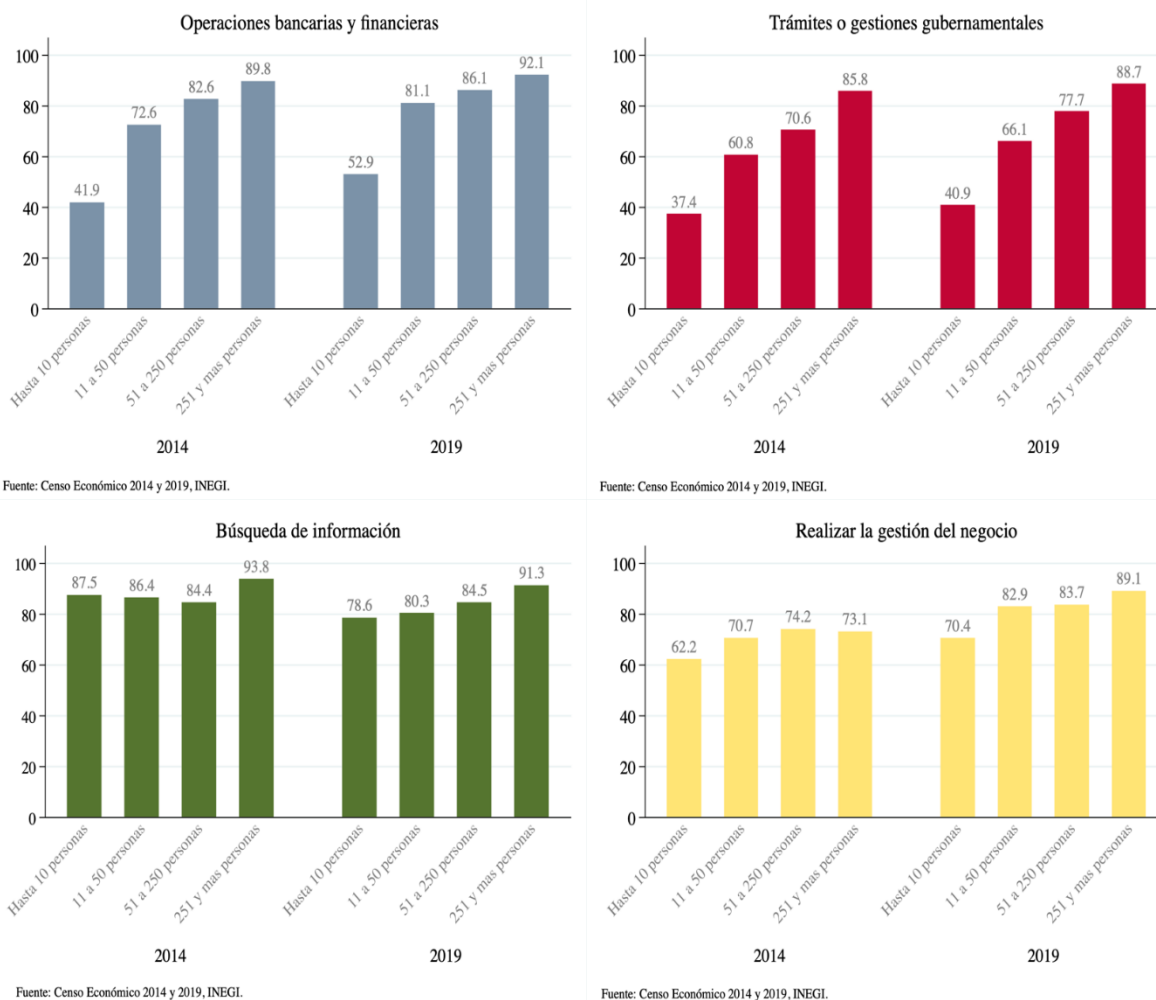 Operaciones bancarias y financieras
100
80
60
40
20
0
41.9
72.6
82.6
89.8
52.9
81.1
86.1
92.1
Hasta 10 personas
11 a 50 personas
51 a 250 personas
251 y mas personas
Hasta 10 personas
11 a 50 personas
51 a 250 personas
251 y mas personas
2014
2019
Fuente: Censo Económico 2014 y 2019, INEGI.
Trámites o gestiones gubernamentales
100
80
60
40
20
0
37.4
60.8
70.6
85.8
40.9
66.1
77.7
88.7
Hasta 10 personas
11 a 50 personas
51 a 250 personas
251 y mas personas
Hasta 10 personas
11 a 50 personas
51 a 250 personas
251 y mas personas
2014
2019
Fuente: Censo Económico 2014 y 2019, INEGI.
Búsqueda de información
100
80
60
40
20
0
87.5
86.4
84.4
93.8
78.6
80.3
84.5
91.3
Hasta 10 personas
11 a 50 personas
51 a 250 personas
251 y mas personas
Hasta 10 personas
11 a 50 personas
51 a 250 personas
251 y mas personas
2014
2019
Fuente: Censo Económico 2014 y 2019, INEGI.
Realizar la gestión del negocio
100
80
60
40
20
0
62.2
70.7
74.2
73.1
70.4
82.9
83.7
89.1
Hasta 10 personas
11 a 50 personas
51 a 250 personas
251 y mas personas
Hasta 10 personas
11 a 50 personas
51 a 250 personas
251 y mas personas
2014
2019
Fuente: Censo Económico 2014 y 2019, INEGI.